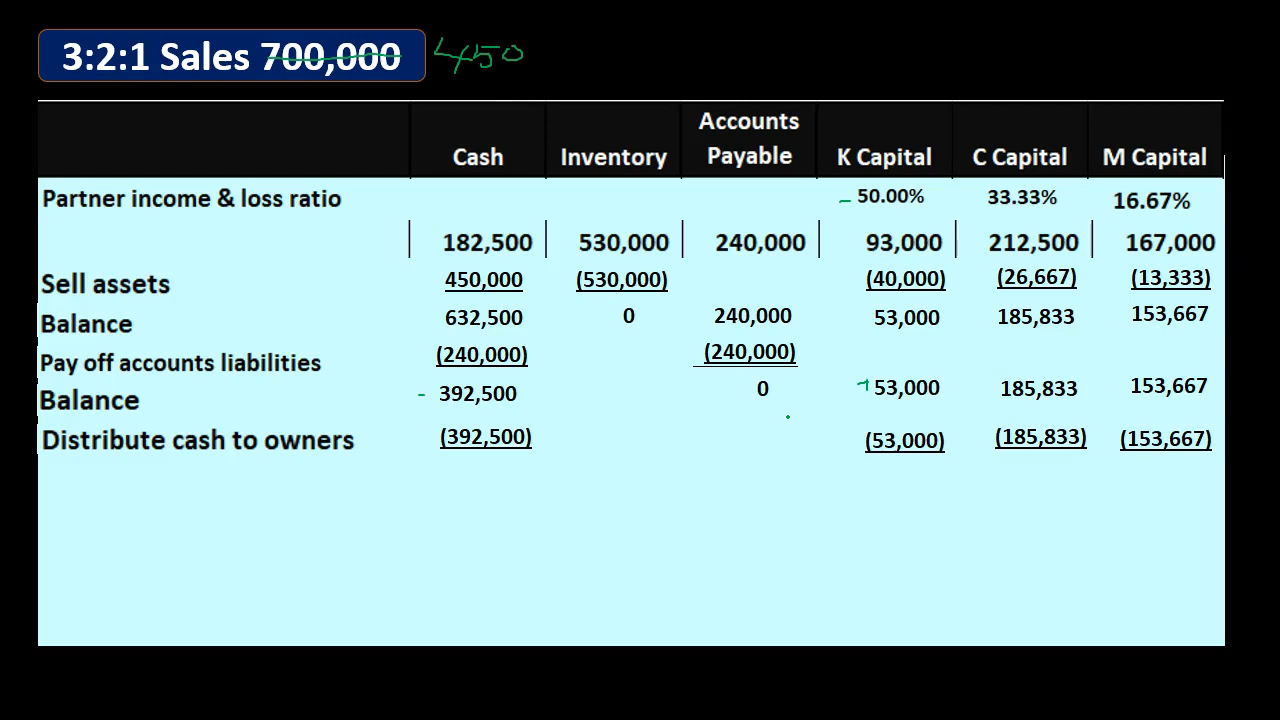 3:2:1 Sales 700,000 450
Cash Inventory Accounts Payable K Capital C Capital M Capital
Partner income & loss ratio 50.00% 33.33% 16.67%
182,500 530,000 240,000 93,000 212,500 167,000
Sell assets 450,000 (530,000) (40,000) (26,667) (13,333)
Balance 632,500 0 240,000 53,000 185,833 153,667
Pay off accounts liabilities (240,000) (240,000)
Balance 392,500 0 53,000 185,833 153,667
Distribute cash to owners (392,500) (53,000) (185,833) (153,667)